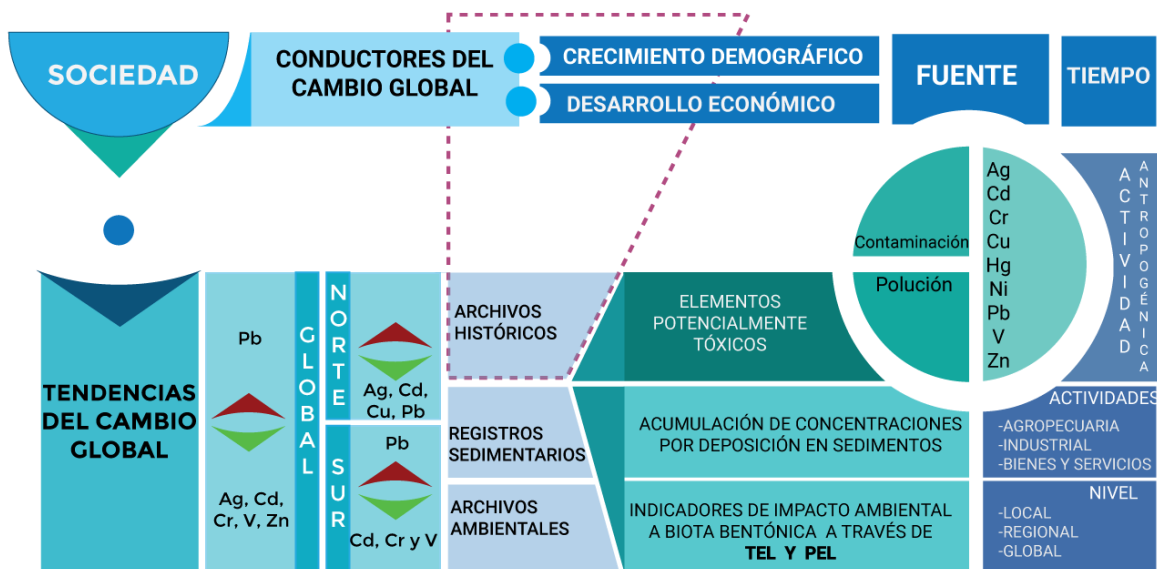 SOCIEDAD
CONDUCTORES DEL
CAMBIO GLOBAL
CRECIMIENTO DEMOGRÁFICO
DESARROLLO ECONÓMICO
FUENTE
TIEMPO
Contaminación
Polución
Ag
Cd
Cr
Cu
Hg
Ni
Pb
V
Zn
ACTIVIDAD
ANTROPOGÉNICA
TENDENCIAS
DEL CAMBIO
GLOBAL
Pb
Ag, Cd,
Cr, V, Zn
GLOBAL
NORTE
Ag, Cd,
Cu, Pb
SUR
Pb
Cd, Cr y V
ARCHIVOS
HISTÓRICOS
REGISTROS
SEDIMENTARIOS
ARCHIVOS
AMBIENTALES
ELEMENTOS
POTENCIALMENTE
TÓXICOS
ACUMULACIÓN DE CONCENTRACIONES
POR DEPOSICIÓN EN SEDIMENTOS
INDICADORES DE IMPACTO AMBIENTAL
A BIOTA BENTÓNICA A TRAVÉS DE
TEL Y PEL
ACTIVIDADES
-AGROPECUARIA
-INDUSTRIAL
-BIENES Y SERVICIOS
NIVEL
-LOCAL
-REGIONAL
-GLOBAL